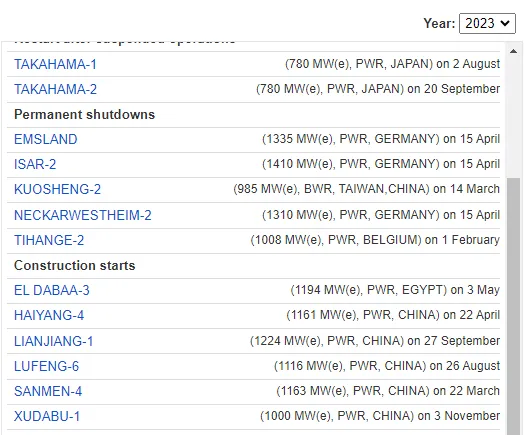 Year: 2023
Restart after suspended operations
TAKAHAMA-1 (780 MW(e), PWR, JAPAN) on 2 August
TAKAHAMA-2 (780 MW(e), PWR, JAPAN) on 20 September
Permanent shutdowns
EMSLAND (1335 MW(e), PWR, GERMANY) on 15 April
ISAR-2 (1410 MW(e), PWR, GERMANY) on 15 April
KUOSHENG-2 (985 MW(e), BWR, TAIWAN,CHINA) on 14 March
NECKARWESTHEIM-2 (1310 MW(e), PWR, GERMANY) on 15 April
TIHANGE-2 (1008 MW(e), PWR, BELGIUM) on 1 February
Construction starts
EL DABAA-3 (1194 MW(e), PWR, EGYPT) on 3 May
HAIYANG-4 (1161 MW(e), PWR, CHINA) on 22 April
LIANJIANG-1 (1224 MW(e), PWR, CHINA) on 27 September
LUFENG-6 (1116 MW(e), PWR, CHINA) on 26 August
SANMEN-4 (1163 MW(e), PWR, CHINA) on 22 March
XUDABU-1 (1000 MW(e), PWR, CHINA) on 3 November